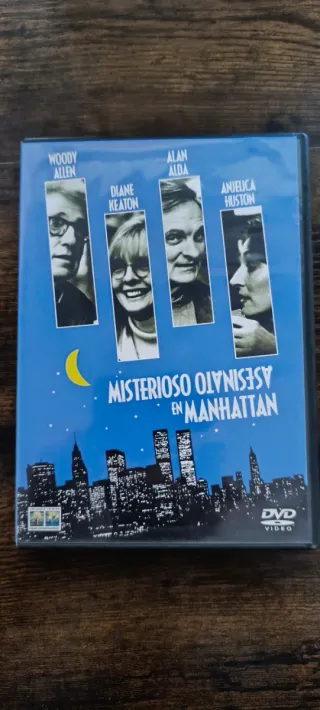 WOODY
ALLEN
DIANE
KEATON
ALAN
ALDA
ANJELICA
HUSTON
MISTERIOSO ASESINATO
EN MANHATTAN
DVD
VIDEO